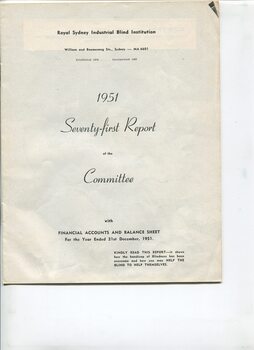 Royal Sydney Industrial Blind Institution
William and Boomerang Sts., Sydney — MA 6681
1951
Seventy-first Report
of the
Committee
with
FINANCIAL ACCOUNTS AND BALANCE SHEET
For the Year Ended 31st December, 1951.
KINDLY READ THIS REPORT—it shows
how the handicap of Blindness has been
overcome and how you may HELP THE
BLIND TO HELP THEMSELVES.